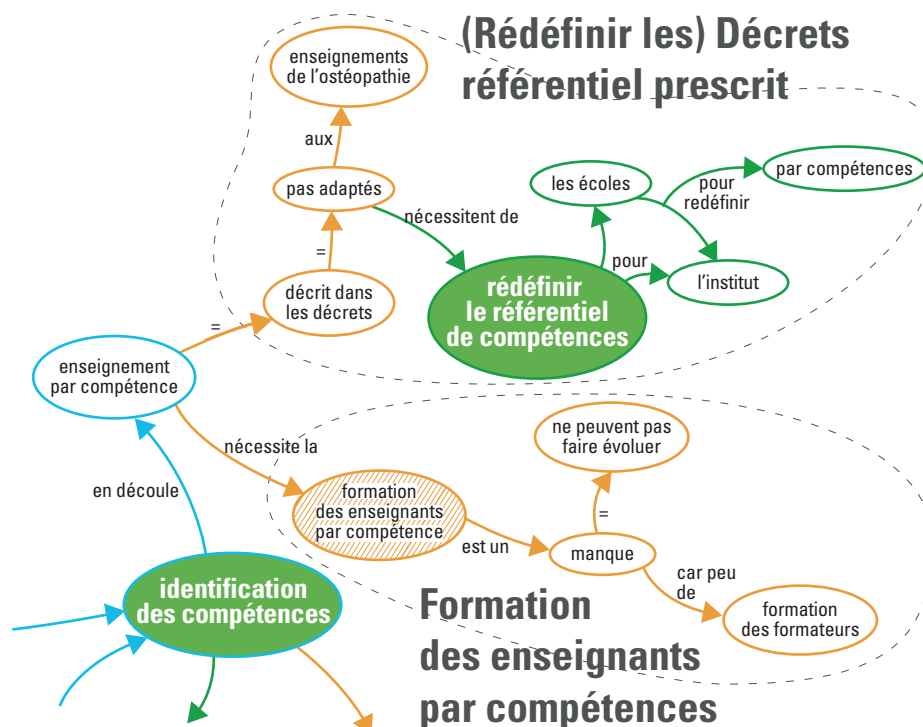 (Rédéfinir les) Décrets
référentiel prescrit
enseignements
de l'ostéopathie
aux
pas adaptés
nécessitent de
les écoles
pour
redéfinir
par compétences
pour
l'institut
rédéfinir
le référentiel
de compétences
=
décrit dans
les décrets
=
enseignement
par compétence
nécessite la
en découle
formation
des enseignants
par compétence
est un
manque
=
ne peuvent pas
faire évoluer
car peu
de
formation
des formateurs
identification
des compétences
Formation
des enseignants
par compétences